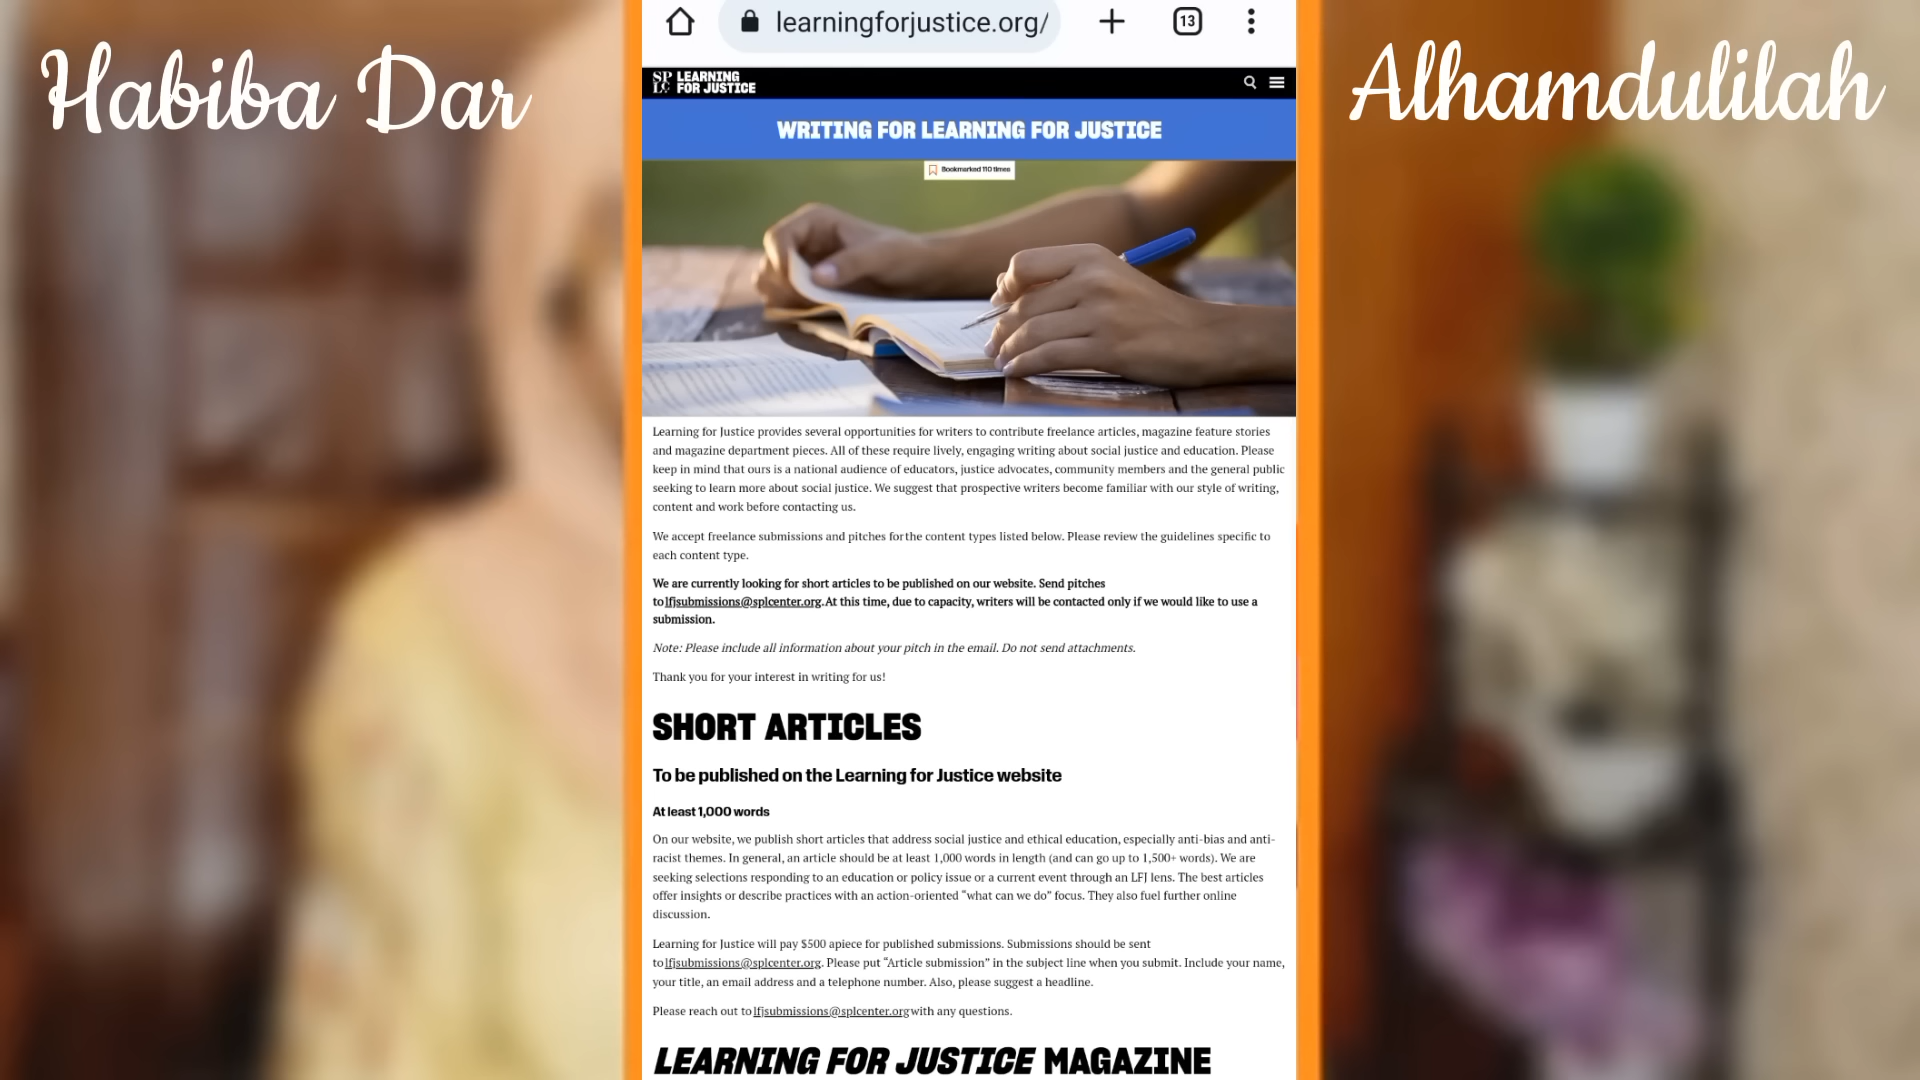 Habiba Dar
Alhamdulilah
learningforjustice.org/
13
SP
LC
LEARNING
FOR JUSTICE
WRITING FOR LEARNING FOR JUSTICE
Bookmarked 110 times
Learning for Justice provides several opportunities for writers to contribute freelance articles, magazine feature stories
and magazine department pieces. All of these require lively, engaging writing about social justice and education. Please
keep in mind that ours is a national audience of educators, justice advocates, community members and the general public
seeking to learn more about social justice. We suggest that prospective writers become familiar with our style of writing,
content and work before contacting us.
We accept freelance submissions and pitches for the content types listed below. Please review the guidelines specific to
each content type.
We are currently looking for short articles to be published on our website. Send pitches
to lfjsubmissions@splcenter.org. At this time, due to capacity, writers will be contacted only if we would like to use a
submission.
Note: Please include all information about your pitch in the email. Do not send attachments.
Thank you for your interest in writing for us!
SHORT ARTICLES
To be published on the Learning for Justice website
At least 1,000 words
On our website, we publish short articles that address social justice and ethical education, especially anti-bias and anti-
racist themes. In general, an article should be at least 1,000 words in length (and can go up to 1,500+ words). We are
seeking selections responding to an education or policy issue or a current event through an LFJ lens. The best articles
offer insights or describe practices with an action-oriented “what can we do” focus. They also fuel further online
discussion.
Learning for Justice will pay $500 apiece for published submissions. Submissions should be sent
to lfjsubmissions@splcenter.org. Please put “Article submission” in the subject line when you submit. Include your name,
your title, an email address and a telephone number. Also, please suggest a headline.
Please reach out to lfjsubmissions@splcenter.org with any questions.
LEARNING FOR JUSTICE MAGAZINE